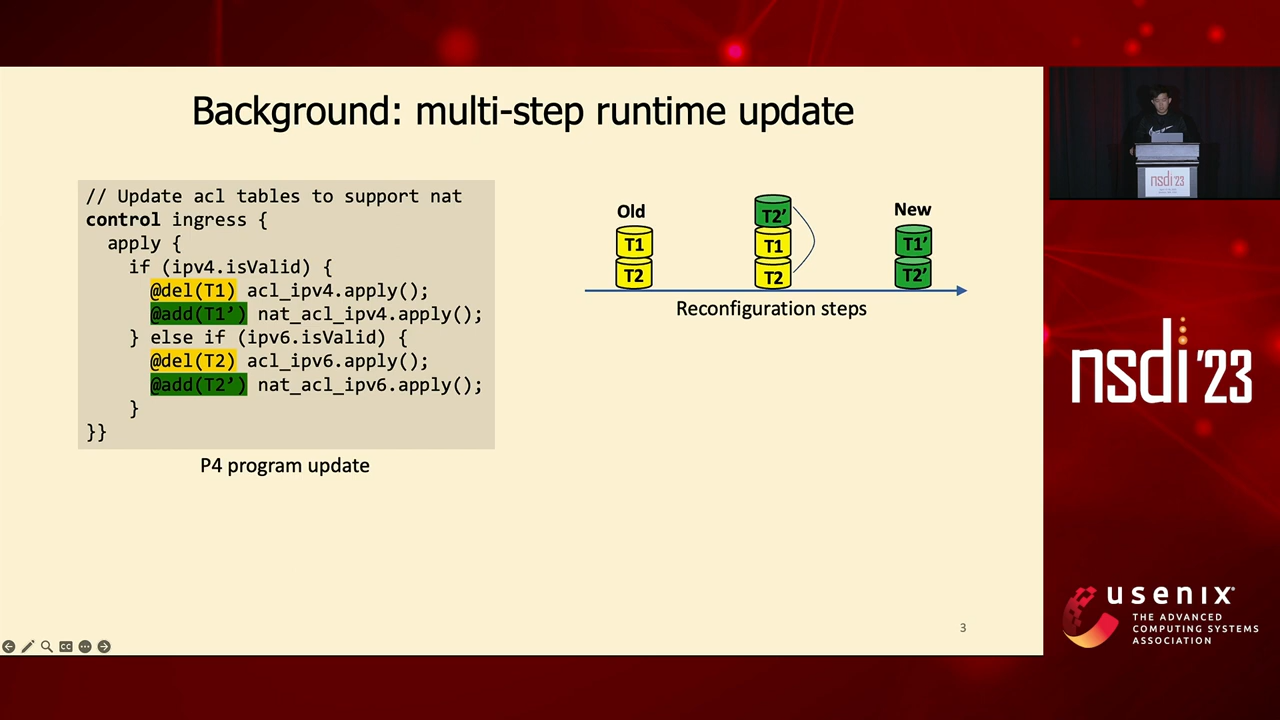 Background: multi-step runtime update
// Update acl tables to support nat
control ingress {
apply {
if (ipv4.isValid) {
@del(T1) acl_ipv4.apply();
@add(T1’) nat_acl_ipv4.apply();
} else if (ipv6.isValid) {
@del(T2) acl_ipv6.apply();
@add(T2’) nat_acl_ipv6.apply();
}
}}
P4 program update
Old
T1
T2
T2’
T1
T2
New
T1’
T2’
Reconfiguration steps
3
nsdi’23
nsdi ’23
usenix
THE ADVANCED
COMPUTING SYSTEMS
ASSOCIATION